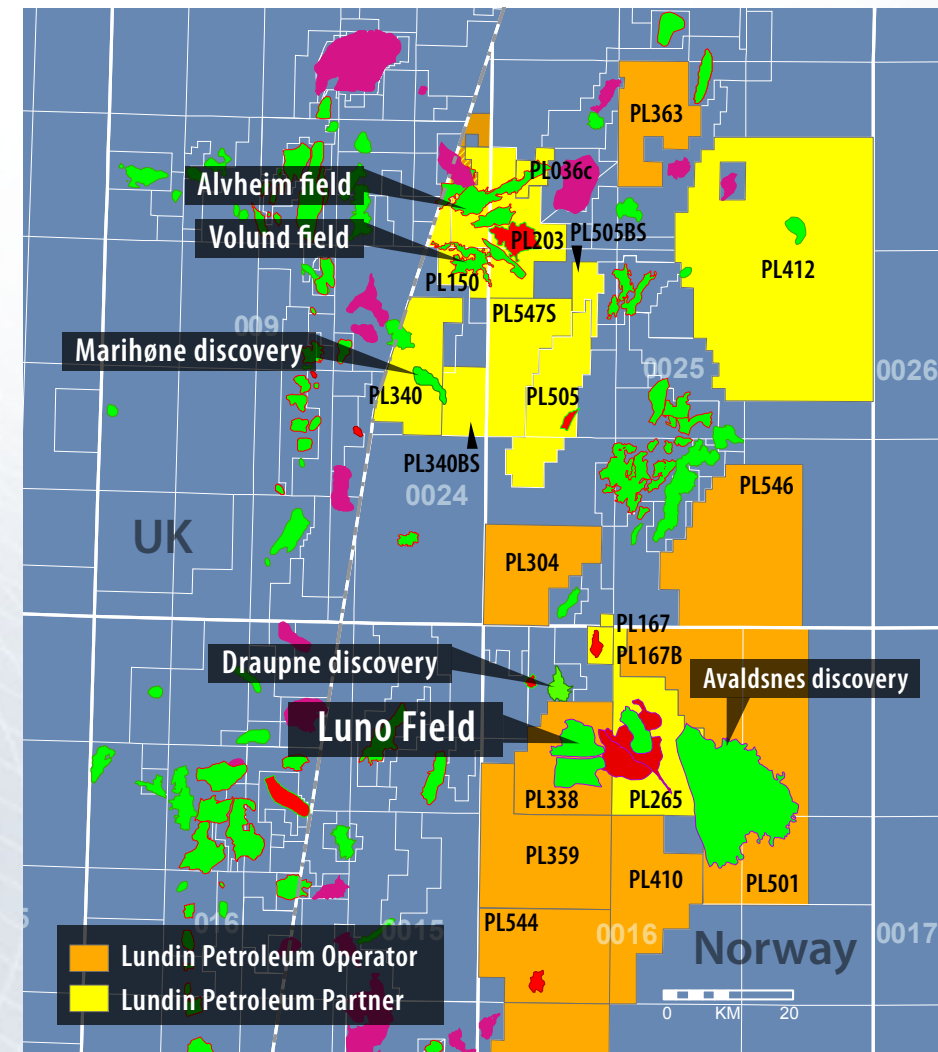 PL363
PL036c
Alvheim field
PL203
PL505BS
Volund field
PL412
PL150
PL547S
009
Marihøne discovery
0025
0026
PL340
PL505
PL340BS
0024
PL546
UK
PL304
PL167
Draupne discovery
PL167B
Avaldsnes discovery
Luno Field
PL338
PL265
PL359
PL410
PL501
016
0015
PL544
0016
Norway
0017
5
Lundin Petroleum Operator
Lundin Petroleum Partner
0 KM 20